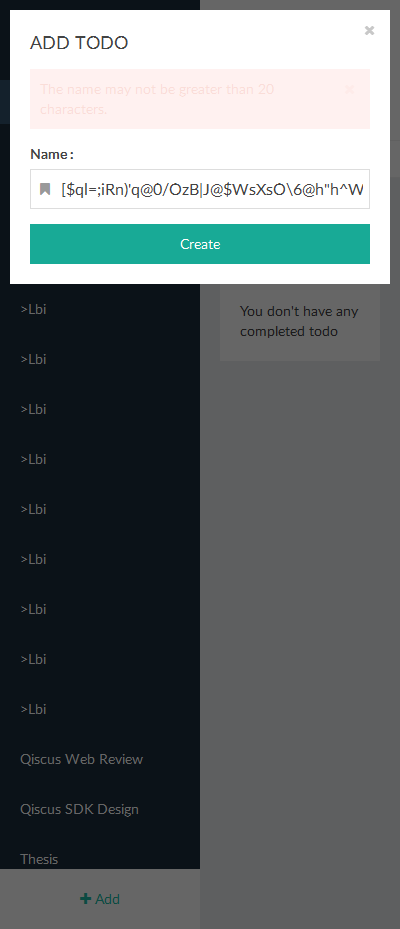 ADD TODO
The name may not be greater than 20
characters.
Name :
[$ql=;iRn)'q@0/OzB|J@$WsXsO\6@h"h^W
Create
You don't have any
completed todo
>Lbi
>Lbi
>Lbi
>Lbi
>Lbi
>Lbi
>Lbi
>Lbi
>Lbi
Qiscus Web Review
Qiscus SDK Design
Thesis
Add